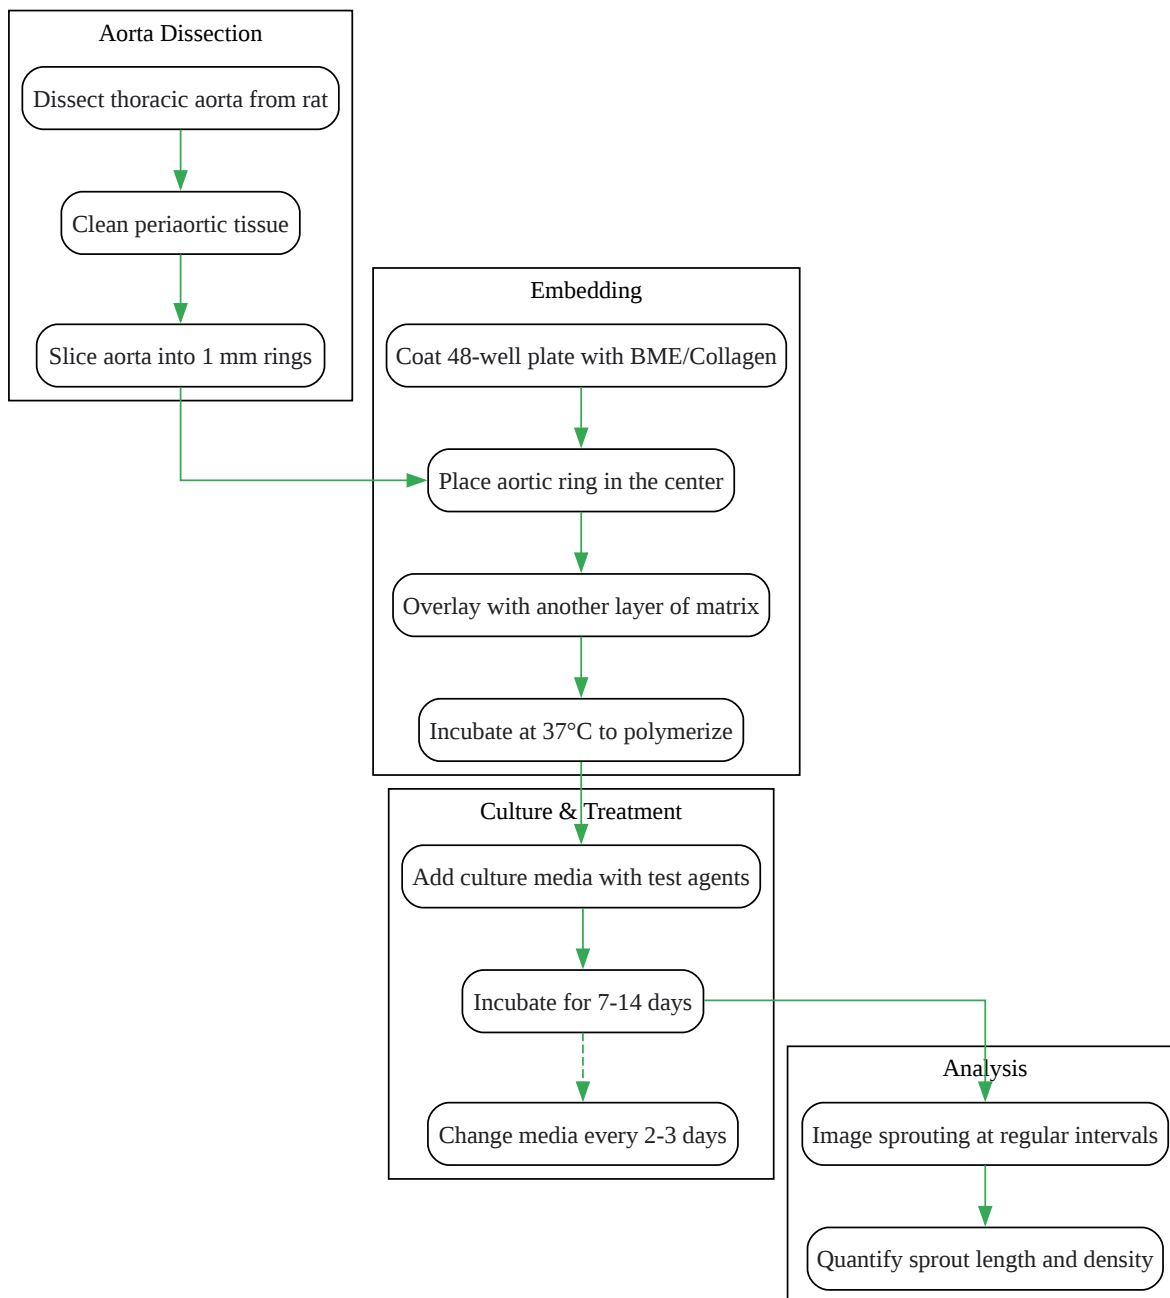 Aorta Dissection
Dissect thoracic aorta from rat
Clean periaortic tissue
Slice aorta into 1 mm rings
Embedding
Coat 48-well plate with BME/Collagen
Place aortic ring in the center
Overlay with another layer of matrix
Incubate at 37°C to polymerize
Culture & Treatment
Add culture media with test agents
Incubate for 7-14 days
Change media every 2-3 days
Analysis
Image sprouting at regular intervals
Quantify sprout length and density